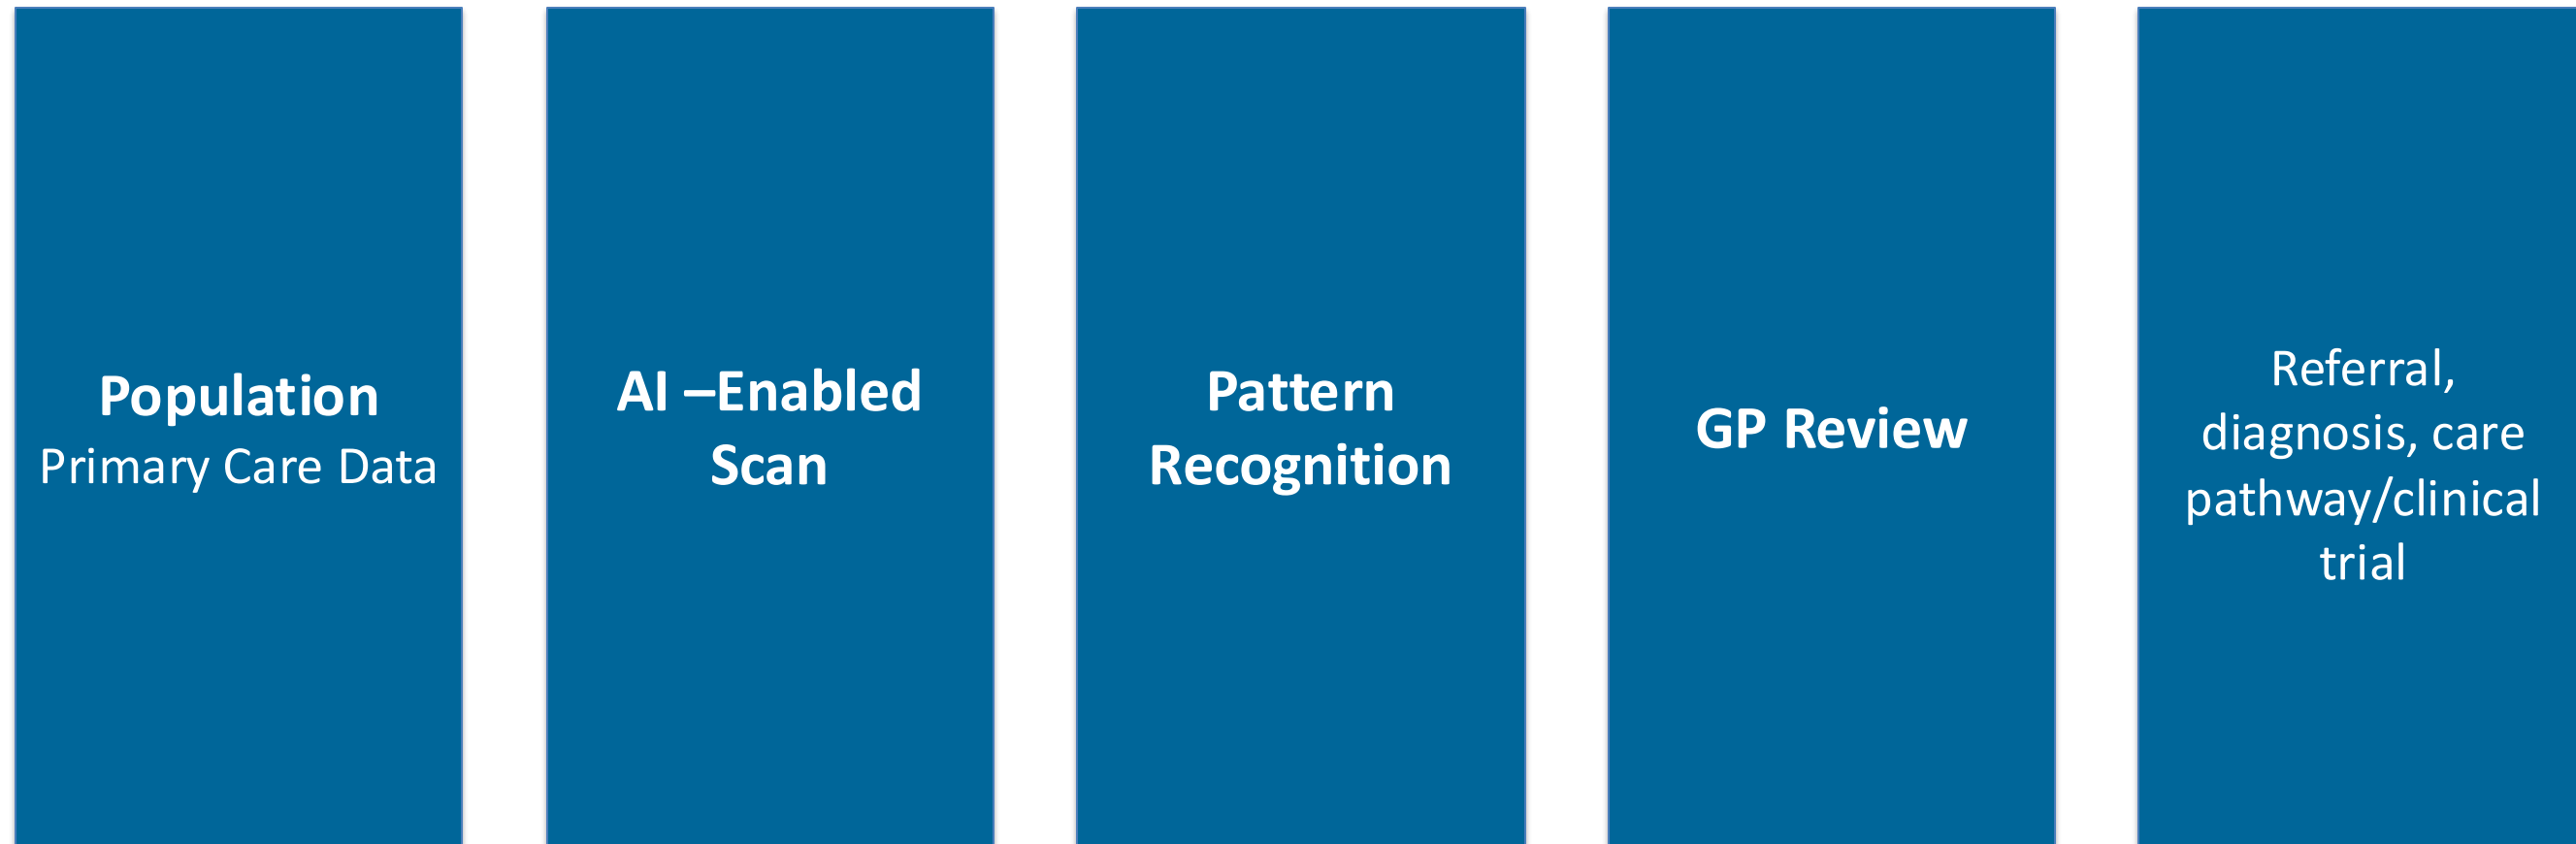 Population
Primary Care Data
AI –Enabled
Scan
Pattern
Recognition
GP Review
Referral,
diagnosis, care
pathway/clinical
trial